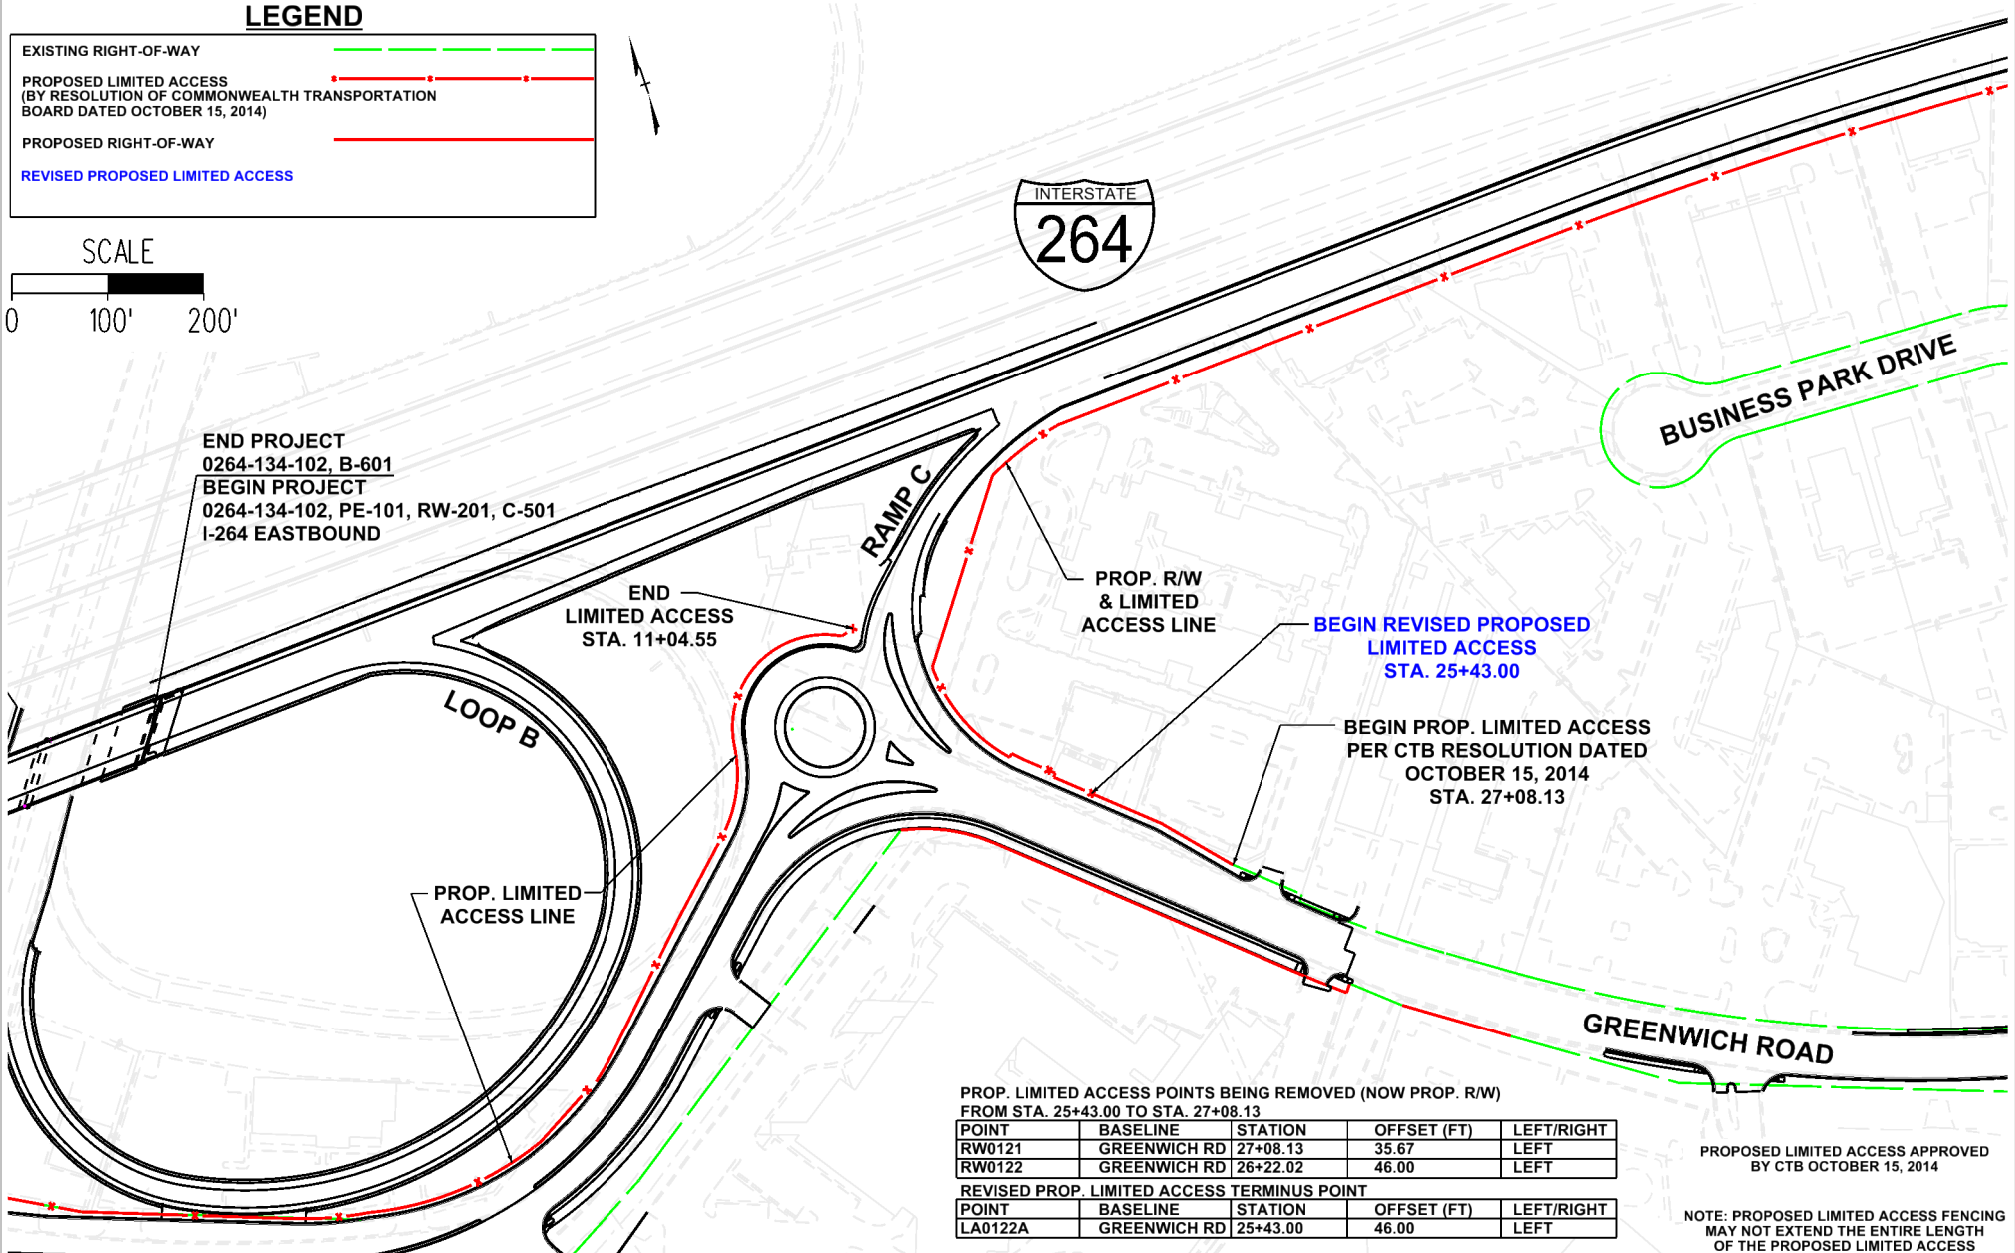 LEGEND
EXISTING RIGHT-OF-WAY
PROPOSED LIMITED ACCESS
(BY RESOLUTION OF COMMONWEALTH TRANSPORTATION
BOARD DATED OCTOBER 15, 2014)
PROPOSED RIGHT-OF-WAY
REVISED PROPOSED LIMITED ACCESS
SCALE
0 100' 200'
INTERSTATE
264
BUSINESS PARK DRIVE
END PROJECT
0264-134-102, B-601
BEGIN PROJECT
0264-134-102, PE-101, RW-201, C-501
I-264 EASTBOUND
RAMP C
END
LIMITED ACCESS
STA. 11+04.55
PROP. R/W
& LIMITED
ACCESS LINE
BEGIN REVISED PROPOSED
LIMITED ACCESS
STA. 25+43.00
LOOP B
BEGIN PROP. LIMITED ACCESS
PER CTB RESOLUTION DATED
OCTOBER 15, 2014
STA. 27+08.13
PROP. LIMITED
ACCESS LINE
GREENWICH ROAD
PROP. LIMITED ACCESS POINTS BEING REMOVED (NOW PROP. R/W)
FROM STA. 25+43.00 TO STA. 27+08.13
POINT BASELINE STATION OFFSET (FT) LEFT/RIGHT
RW0121 GREENWICH RD 27+08.13 35.67 LEFT
RW0122 GREENWICH RD 26+22.02 46.00 LEFT
REVISED PROP. LIMITED ACCESS TERMINUS POINT
POINT BASELINE STATION OFFSET (FT) LEFT/RIGHT
LA0122A GREENWICH RD 25+43.00 46.00 LEFT
PROPOSED LIMITED ACCESS APPROVED
BY CTB OCTOBER 15, 2014
NOTE: PROPOSED LIMITED ACCESS FENCING
MAY NOT EXTEND THE ENTIRE LENGTH
OF THE PROPOSED LIMITED ACCESS